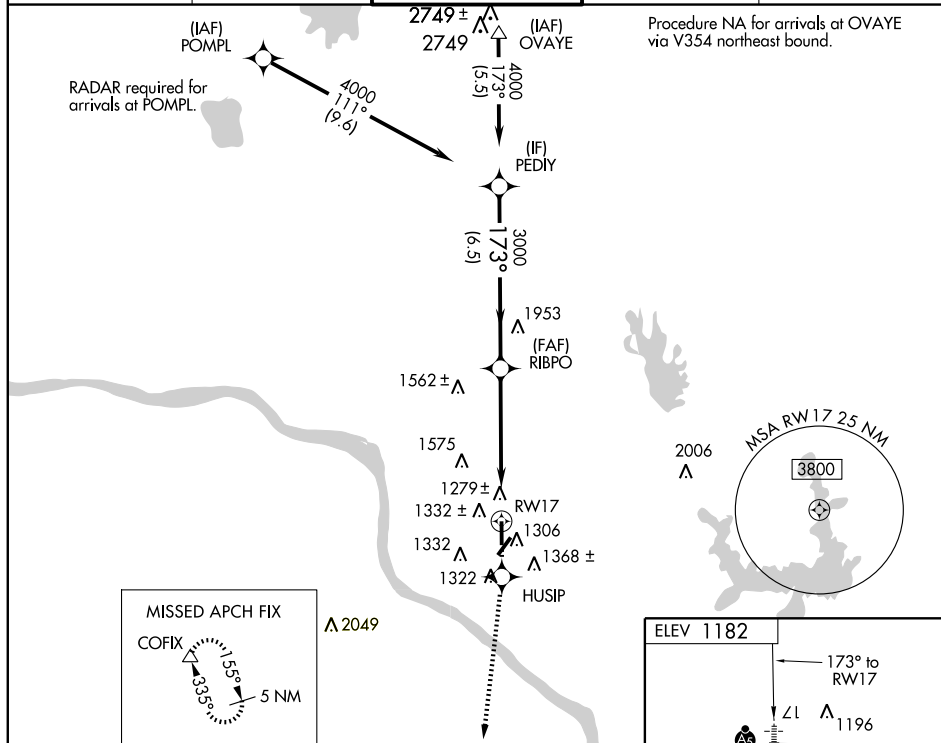 2749 ±
2749
(IAF)
OVAYE
Procedure NA for arrivals at OVAYE
via V354 northeast bound.
(IAF)
POMPL
RADAR required for
arrivals at POMPL.
4000
111°
(9.6)
4000
173°
(5.5)
(IF)
PEDIY
3000
173°
(6.5)
1953
(FAF)
RIBPO
1562 ±
1575
1279 ±
1332 ±
RW17
1306
1332
1368 ±
1322
HUSIP
2006
MSA RW17 25 NM
3800
MISSED APCH FIX
COFIX
155°
335°
5 NM
2049
ELEV 1182
173° to
RW17
17
1196
A5